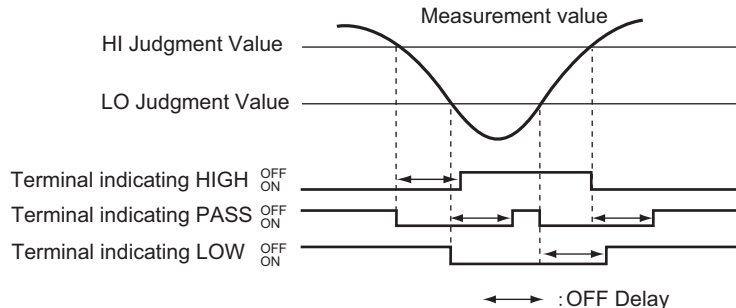 Measurement value
HI Judgment Value
LO Judgment Value
Terminal indicating HIGH OFF
ON
Terminal indicating PASS OFF
ON
Terminal indicating LOW OFF
ON
: OFF Delay